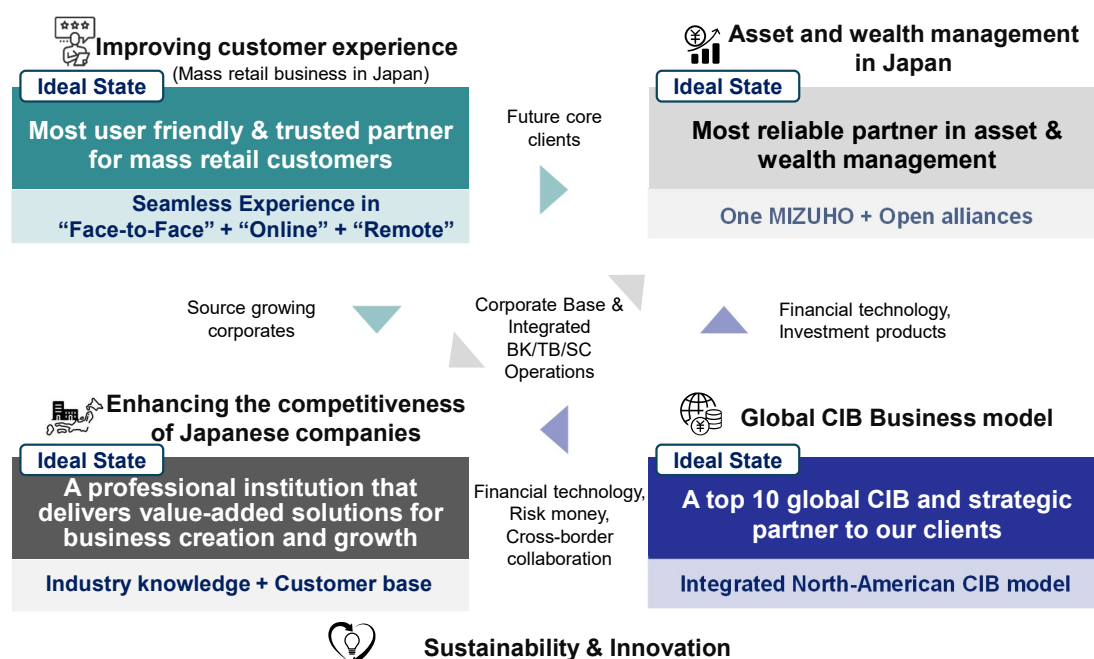 Improving customer experience
(Mass retail business in Japan)
Ideal State
Most user friendly & trusted partner
for mass retail customers
Seamless Experience in
“Face-to-Face” + “Online” + “Remote”
Future core
clients
Asset and wealth management
in Japan
Ideal State
Most reliable partner in asset &
wealth management
One MIZUHO + Open alliances
Source growing
corporates
Corporate Base &
Integrated
BK/TB/SC
Operations
Financial technology,
Investment products
Enhancing the competitiveness
of Japanese companies
Ideal State
A professional institution that
delivers value-added solutions for
business creation and growth
Industry knowledge + Customer base
Financial technology,
Risk money,
Cross-border
collaboration
Global CIB Business model
Ideal State
A top 10 global CIB and strategic
partner to our clients
Integrated North-American CIB model
Sustainability & Innovation